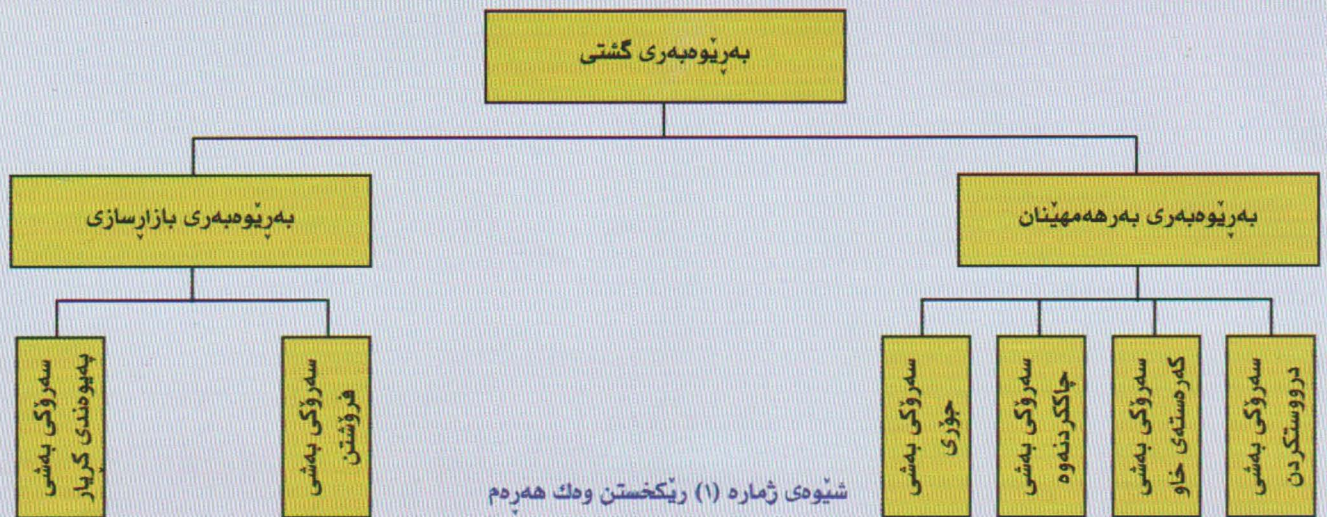 بەڕێوەبەری گشتی
بەڕێوەبەری بەرهەمهێنان
بەڕێوەبەری بازاڕسازی
سەرۆکی بەشی
درووستکردن
سەرۆکی بەشی
کەرەستەی خاو
سەرۆکی بەشی
چاککردنەوە
سەرۆکی بەشی
جۆری
سەرۆکی بەشی
فرۆشتن
سەرۆکی بەشی
پەیوەندی کڕیار
شێوەی ژمارە (١) ڕێکخستن وەك هەڕەم